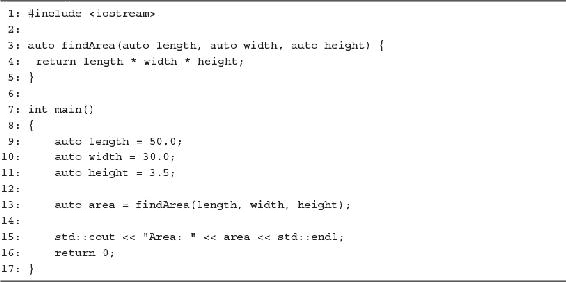 1: #include <iostream>
2:
3: auto findArea(auto length, auto width, auto height) {
4:  return length * width * height;
5: }
6:
7: int main()
8: {
9:     auto length = 50.0;
10:     auto width = 30.0;
11:     auto height = 3.5;
12:
13:     auto area = findArea(length, width, height);
14:
15:     std::cout << "Area: " << area << std::endl;
16:     return 0;
17: }